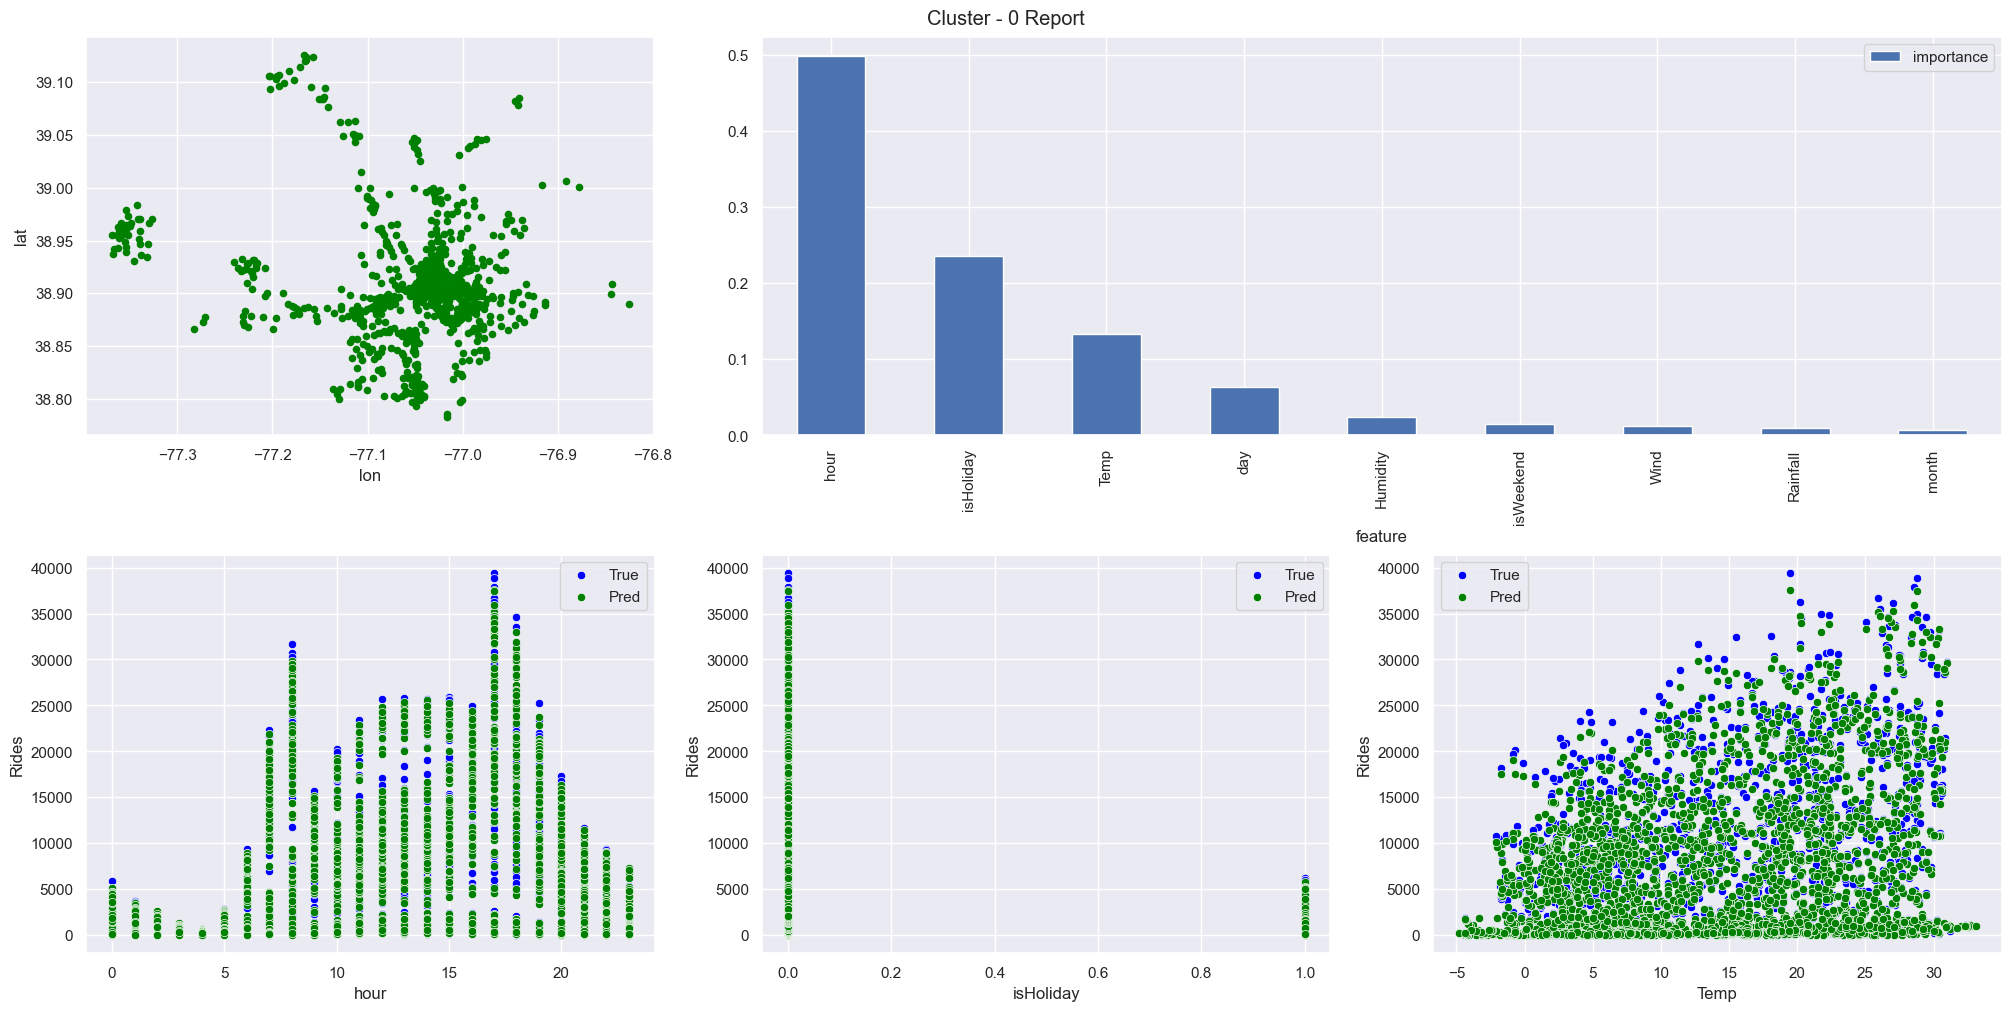 Cluster - 0 Report
lat
39.10
39.05
39.00
38.95
38.90
38.85
38.80
−77.3 −77.2 −77.1 −77.0 −76.9 −76.8
lon
importance
0.5
0.4
0.3
0.2
0.1
0.0
hour
isHoliday
Temp
day
Humidity
isWeekend
Wind
Rainfall
month
feature
Rides
40000
35000
30000
25000
20000
15000
10000
5000
0
True
Pred
0 5 10 15 20
hour
Rides
40000
35000
30000
25000
20000
15000
10000
5000
0
True
Pred
0.0 0.2 0.4 0.6 0.8 1.0
isHoliday
Rides
40000
35000
30000
25000
20000
15000
10000
5000
0
True
Pred
−5 0 5 10 15 20 25 30
Temp